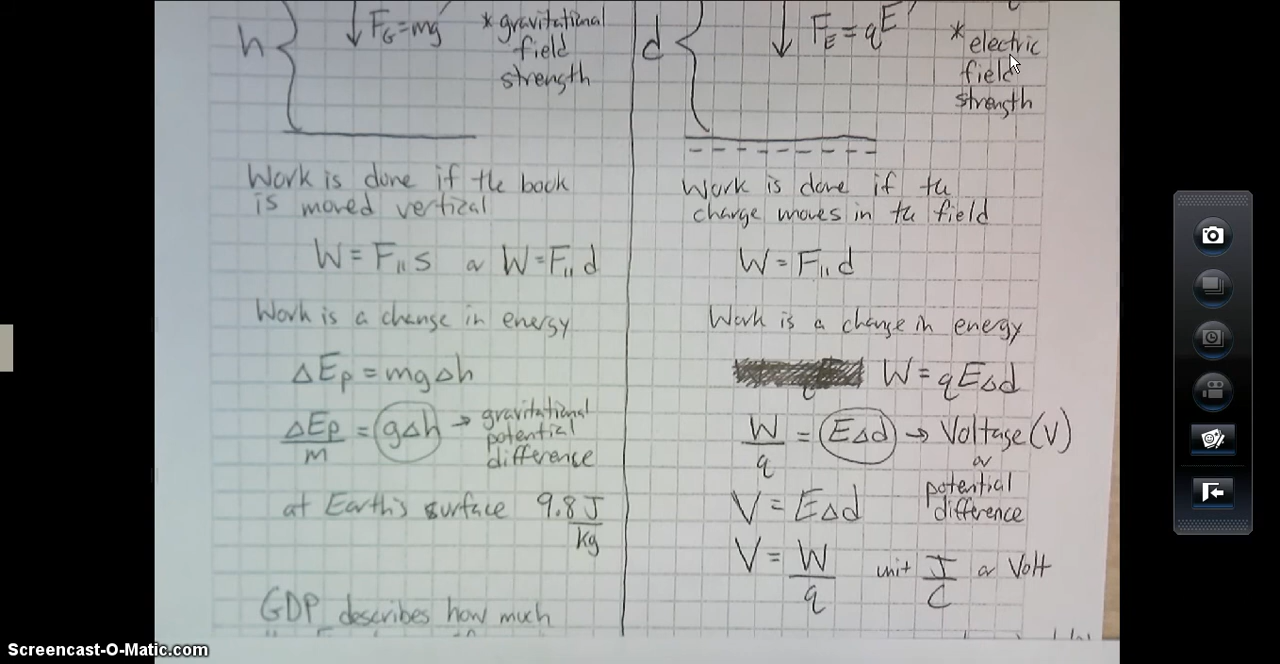 h
F_G = mg
* gravitational
field
strength
Work is done if the book
is moved vertical
W = F_∥ s or W = F_∥ d
Work is a change in energy
ΔEp = mgΔh
ΔEp/m = gΔh → gravitational
potential
difference
at Earth's surface 9.8 J/kg
GDP describes how much
d
F_E = qE
* electric
field
strength
- - - - - - - -
Work is done if the
charge moves in the field
W = F_∥ d
Work is a change in energy
W = qEΔd
W/q = EΔd → Voltage (V)
or
potential
difference
V = EΔd
V = W/q unit J/C or Volt
Screencast-O-Matic.com